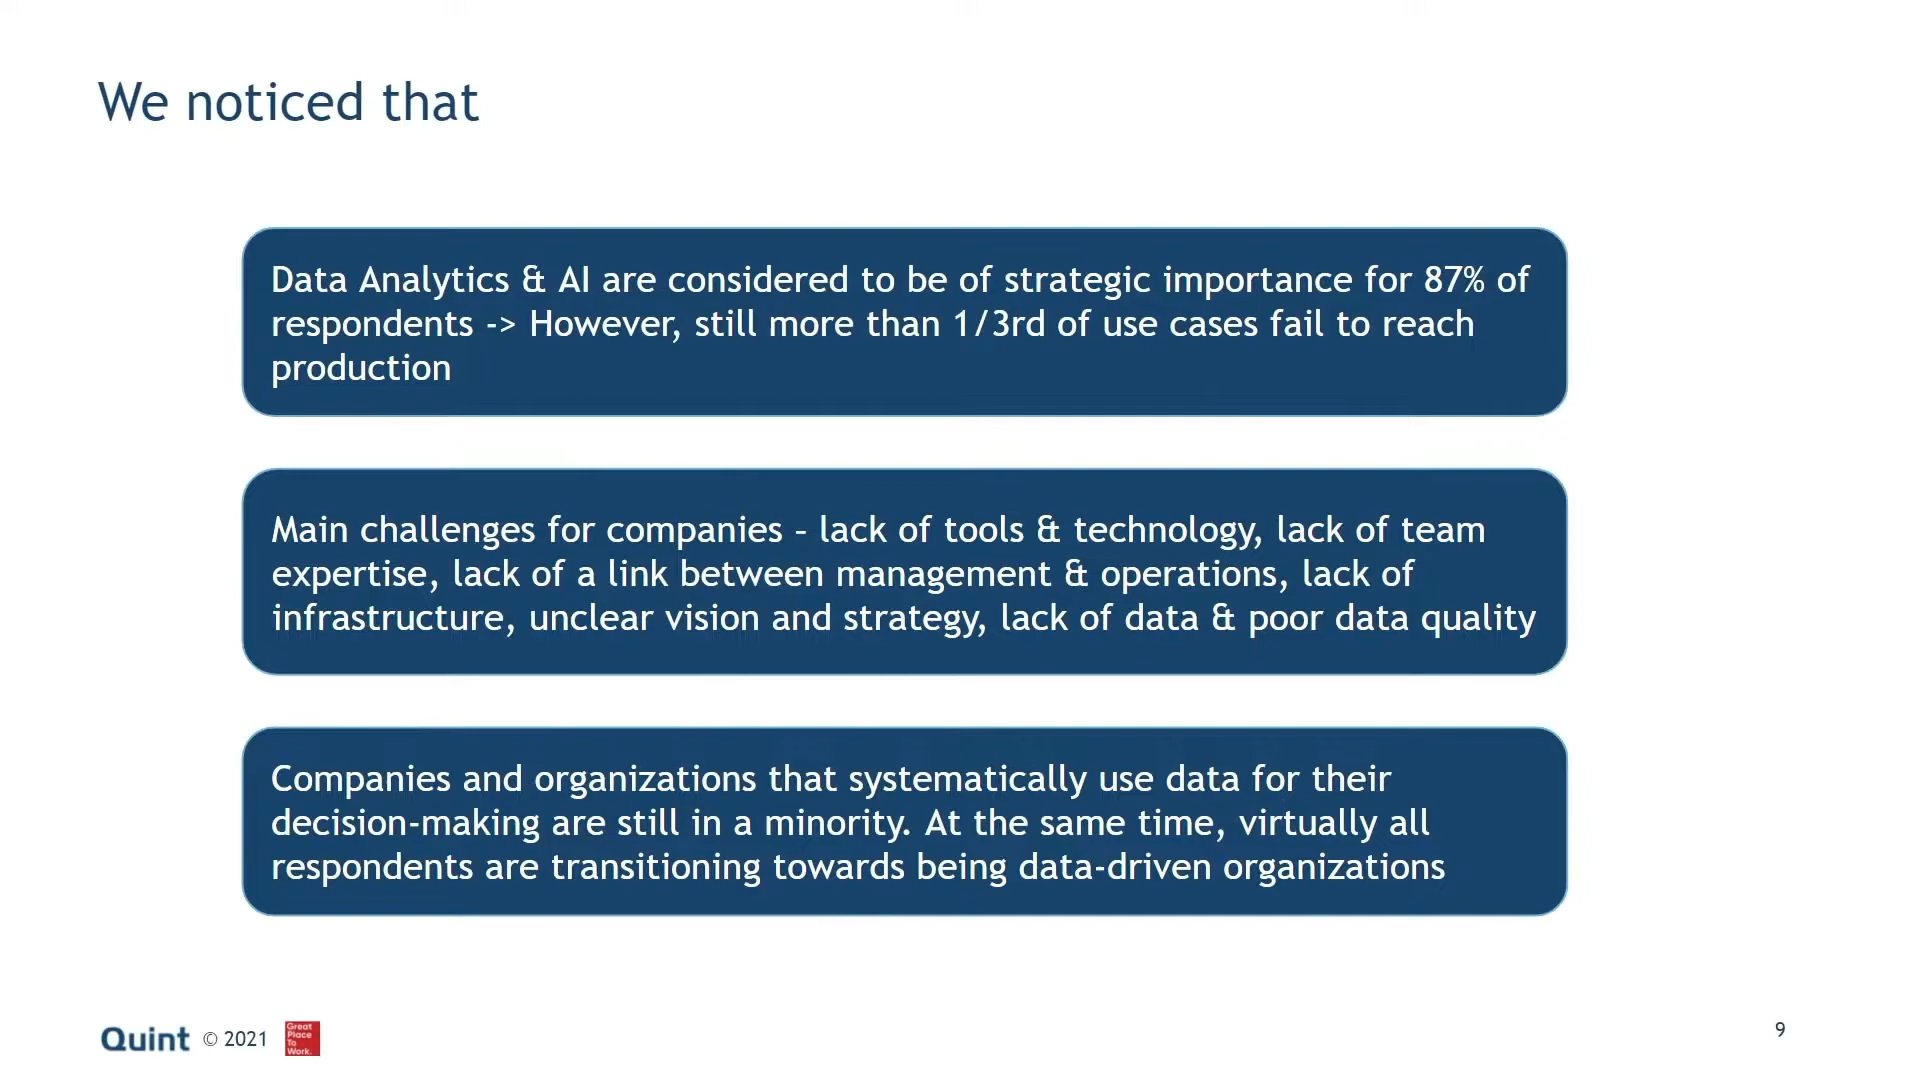 We noticed that
Data Analytics & AI are considered to be of strategic importance for 87% of
respondents -> However, still more than 1/3rd of use cases fail to reach
production
Main challenges for companies – lack of tools & technology, lack of team
expertise, lack of a link between management & operations, lack of
infrastructure, unclear vision and strategy, lack of data & poor data quality
Companies and organizations that systematically use data for their
decision-making are still in a minority. At the same time, virtually all
respondents are transitioning towards being data-driven organizations
Quint © 2021
Great
Place
To
Work.
9